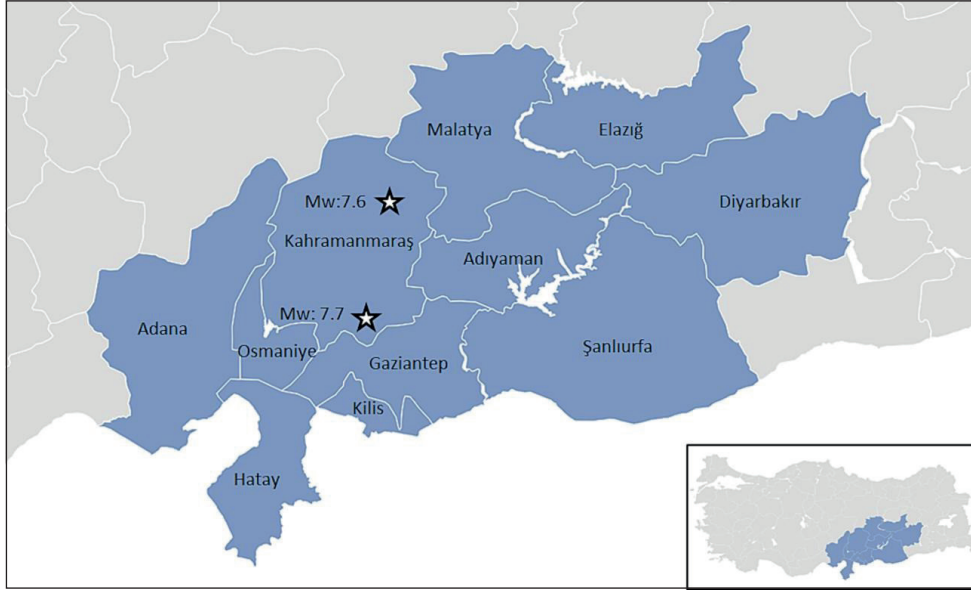 Malatya
Elazığ
Diyarbakır
Mw:7.6
Kahramanmaraş
Adıyaman
Mw: 7.7
Adana
Osmaniye
Gaziantep
Şanlıurfa
Kilis
Hatay